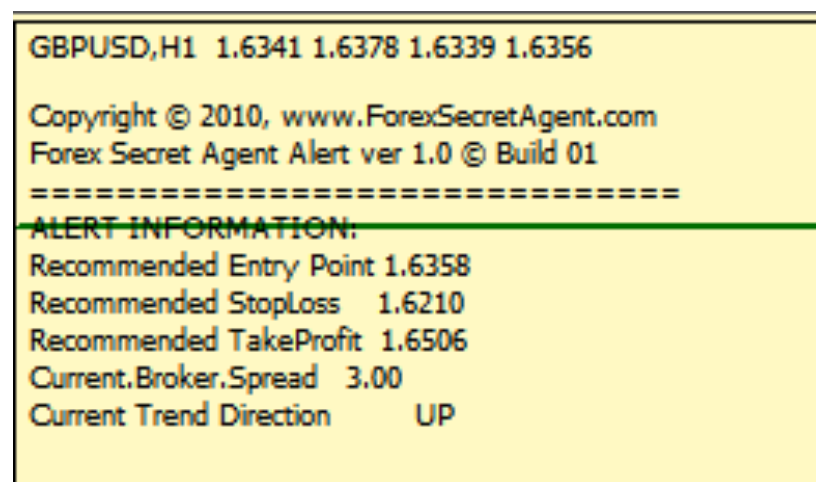 GBPUSD,H1 1.6341 1.6378 1.6339 1.6356
Copyright © 2010, www.ForexSecretAgent.com
Forex Secret Agent Alert ver 1.0 © Build 01
===============================
ALERT INFORMATION:
Recommended Entry Point 1.6358
Recommended StopLoss 1.6210
Recommended TakeProfit 1.6506
Current.Broker.Spread 3.00
Current Trend Direction UP